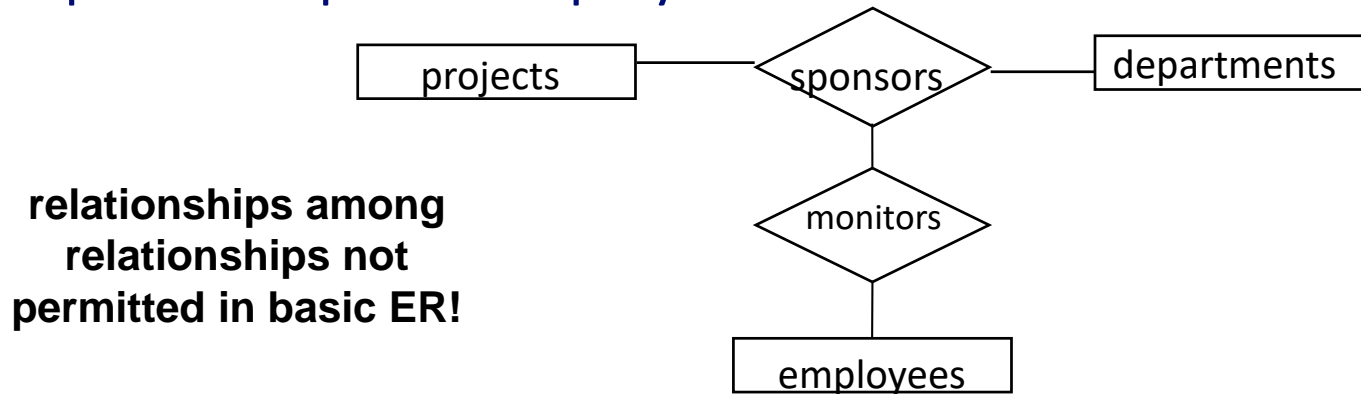 projects
sponsors
departments
relationships among
relationships not
permitted in basic ER!
monitors
employees